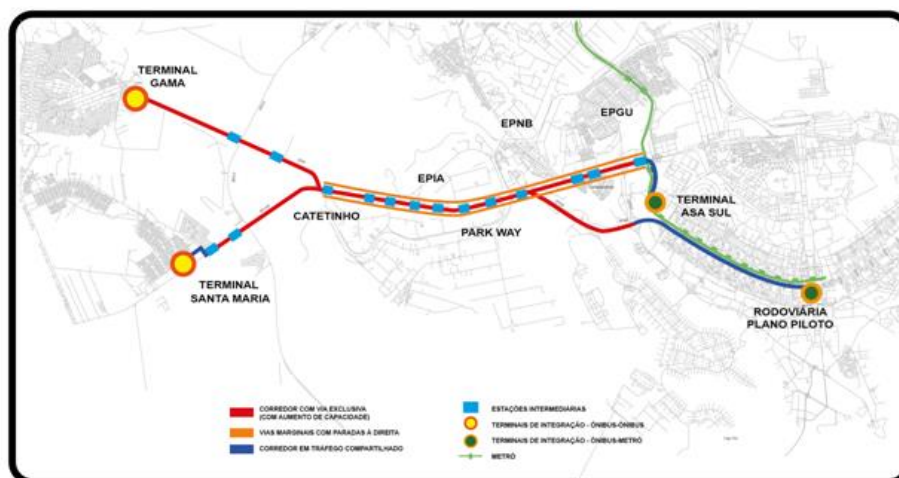 TERMINAL
GAMA
EPNB
EPGU
EPIA
CATETINHO
PARK WAY
TERMINAL
ASA SUL
TERMINAL
SANTA MARIA
RODOVIÁRIA
PLANO PILOTO
CORREDOR COM VÍA EXCLUSIVA
(COM AUMENTO DE CAPACIDADE)
VIAS MARGINAIS COM PARADAS À DIREITA
CORREDOR EM TRÁFEGO COMPARTILHADO
ESTAÇÕES INTERMEDIÁRIAS
TERMINAIS DE INTEGRAÇÃO - ÔNIBUS-ÔNIBUS
TERMINAIS DE INTEGRAÇÃO - ÔNIBUS-METRÔ
METRÔ